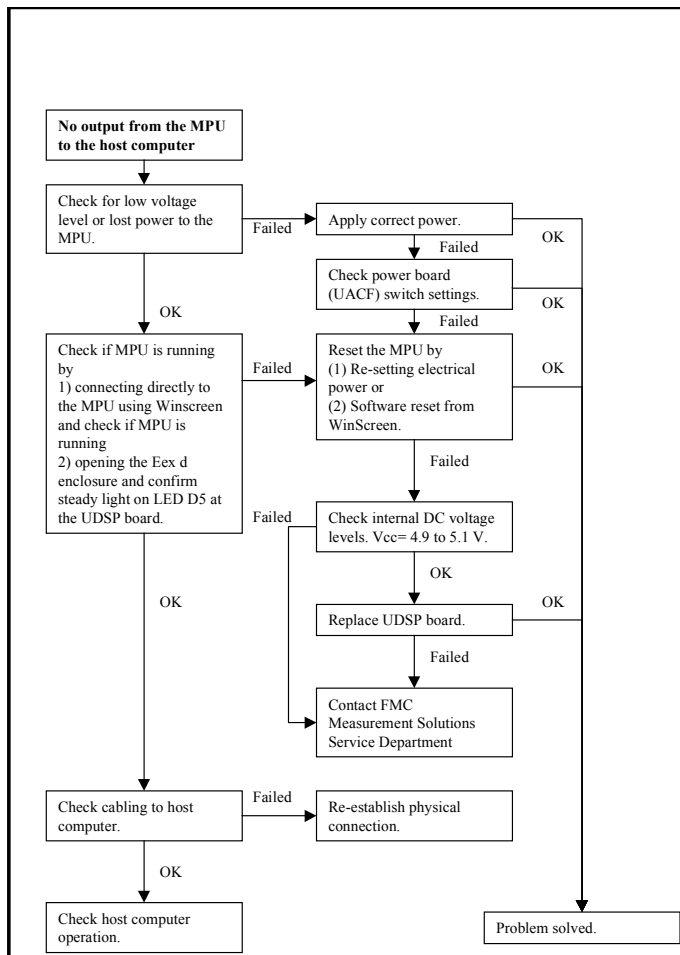 No output from the MPU
to the host computer
Check for low voltage
level or lost power to the
MPU.
Failed
Apply correct power.
OK
Failed
Check power board
(UACF) switch settings.
OK
Failed
OK
Check if MPU is running
by
1) connecting directly to
the MPU using Winscreen
and check if MPU is
running
2) opening the Eex d
enclosure and confirm
steady light on LED D5 at
the UDSP board.
Failed
Reset the MPU by
(1) Re-setting electrical
power or
(2) Software reset from
WinScreen.
OK
Failed
Failed
Check internal DC voltage
levels. Vcc= 4.9 to 5.1 V.
OK
OK
Replace UDSP board.
OK
Failed
Contact FMC
Measurement Solutions
Service Department
Check cabling to host
computer.
Failed
Re-establish physical
connection.
OK
Check host computer
operation.
Problem solved.